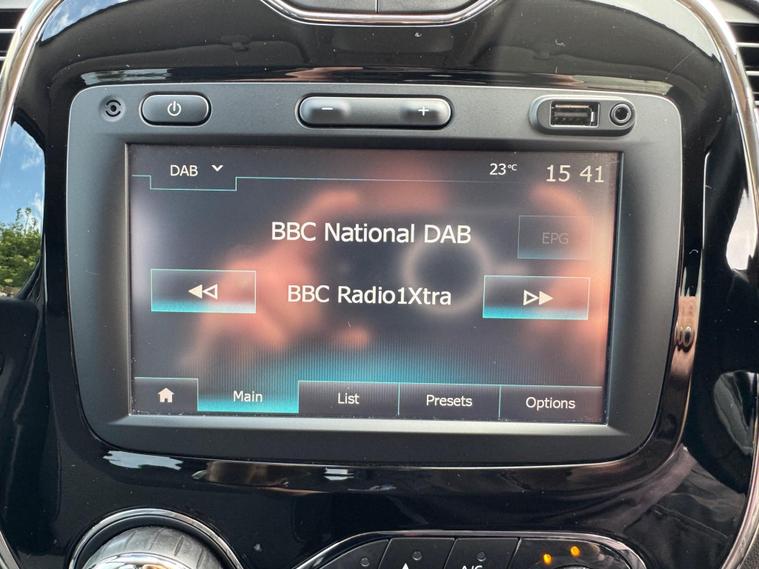 DAB
23°C
15 41
BBC National DAB
EPG
BBC Radio1Xtra
Main
List
Presets
Options